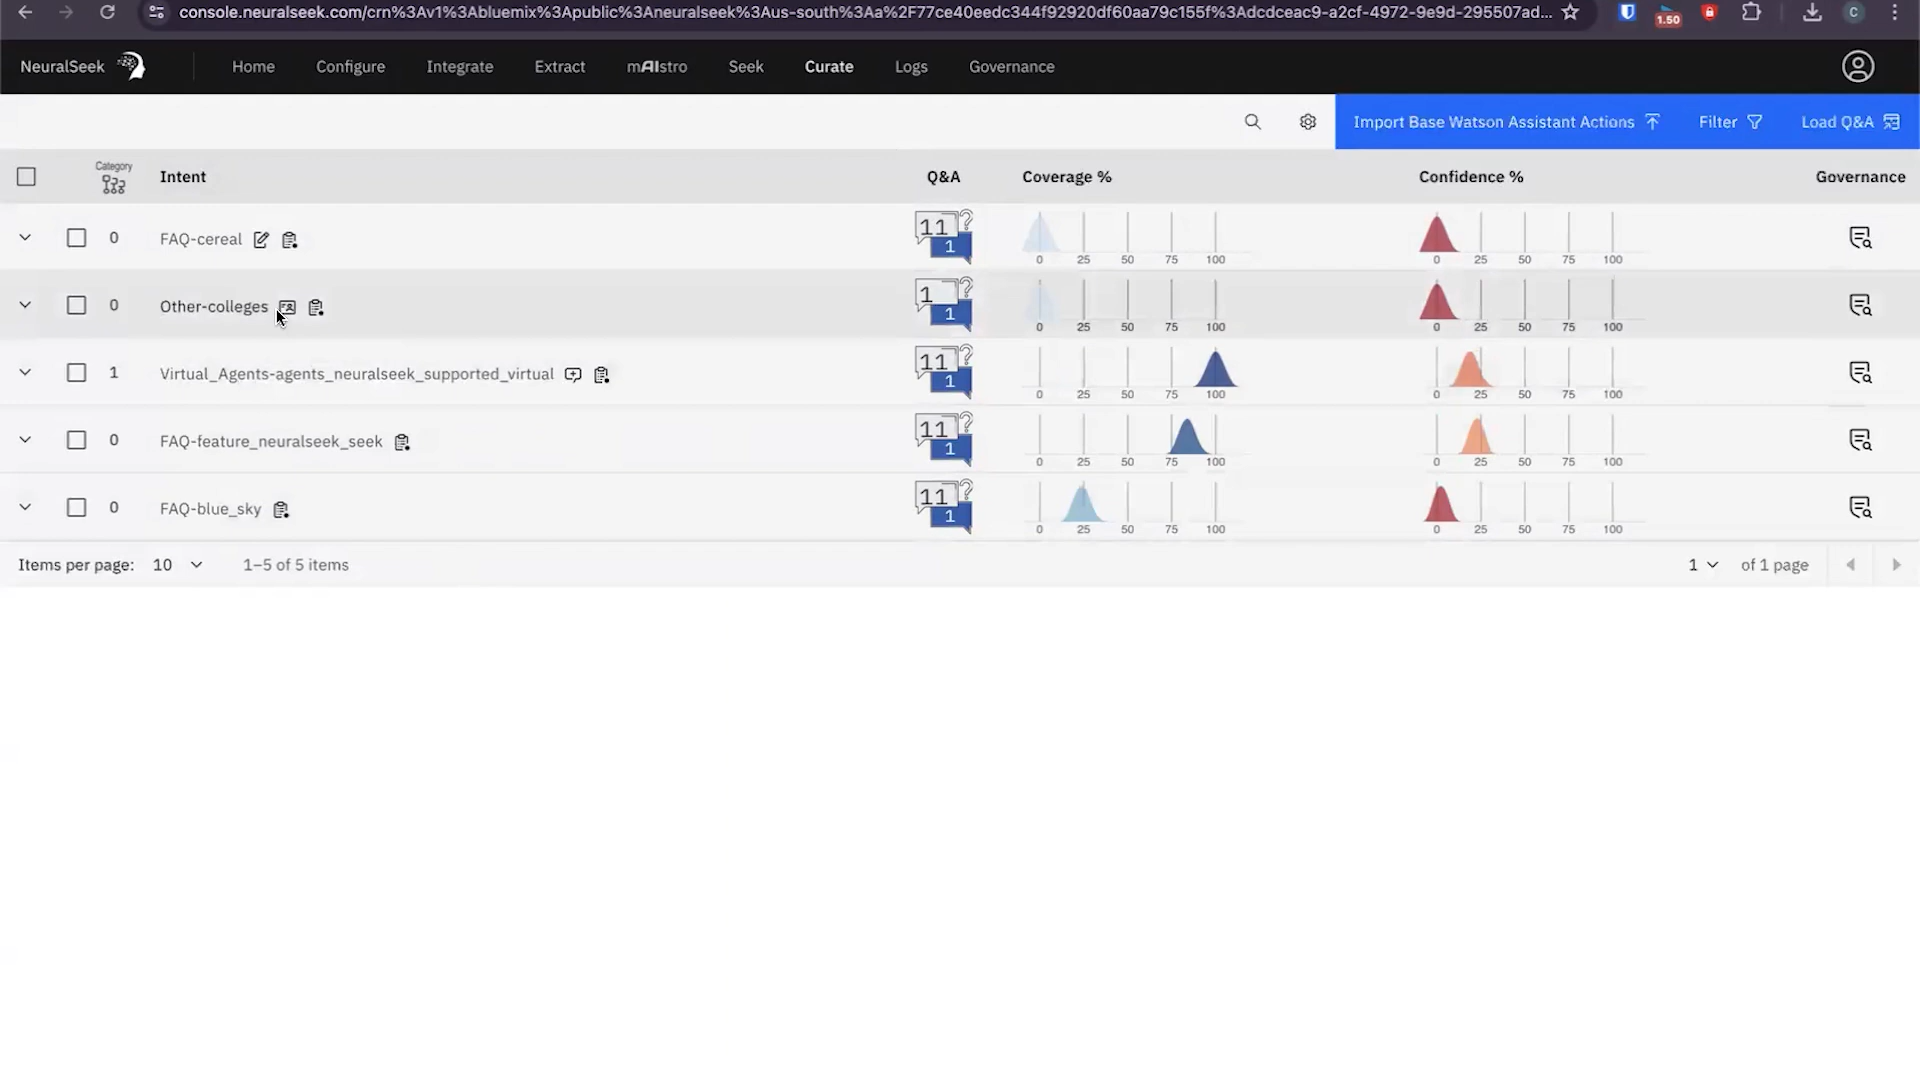 console.neuralseek.com/crn%3Av1%3Abluemix%3Apublic%3Aneuralseek%3Aus-south%3Aa%2F77ce40eedc344f92920df60aa79c155f%3Adcdceac9-a2cf-4972-9e9d-295507ad...
1.50
C
NeuralSeek
Home
Configure
Integrate
Extract
mAIstro
Seek
Curate
Logs
Governance
Import Base Watson Assistant Actions
Filter
Load Q&A
Category
Intent
Q&A
Coverage %
Confidence %
Governance
0
FAQ-cereal
11 ?
1
0 25 50 75 100
0 25 50 75 100
0
Other-colleges
1 ?
1
0 25 50 75 100
0 25 50 75 100
1
Virtual_Agents-agents_neuralseek_supported_virtual
11 ?
1
0 25 50 75 100
0 25 50 75 100
0
FAQ-feature_neuralseek_seek
11 ?
1
0 25 50 75 100
0 25 50 75 100
0
FAQ-blue_sky
11 ?
1
0 25 50 75 100
0 25 50 75 100
Items per page: 10
1–5 of 5 items
1
of 1 page